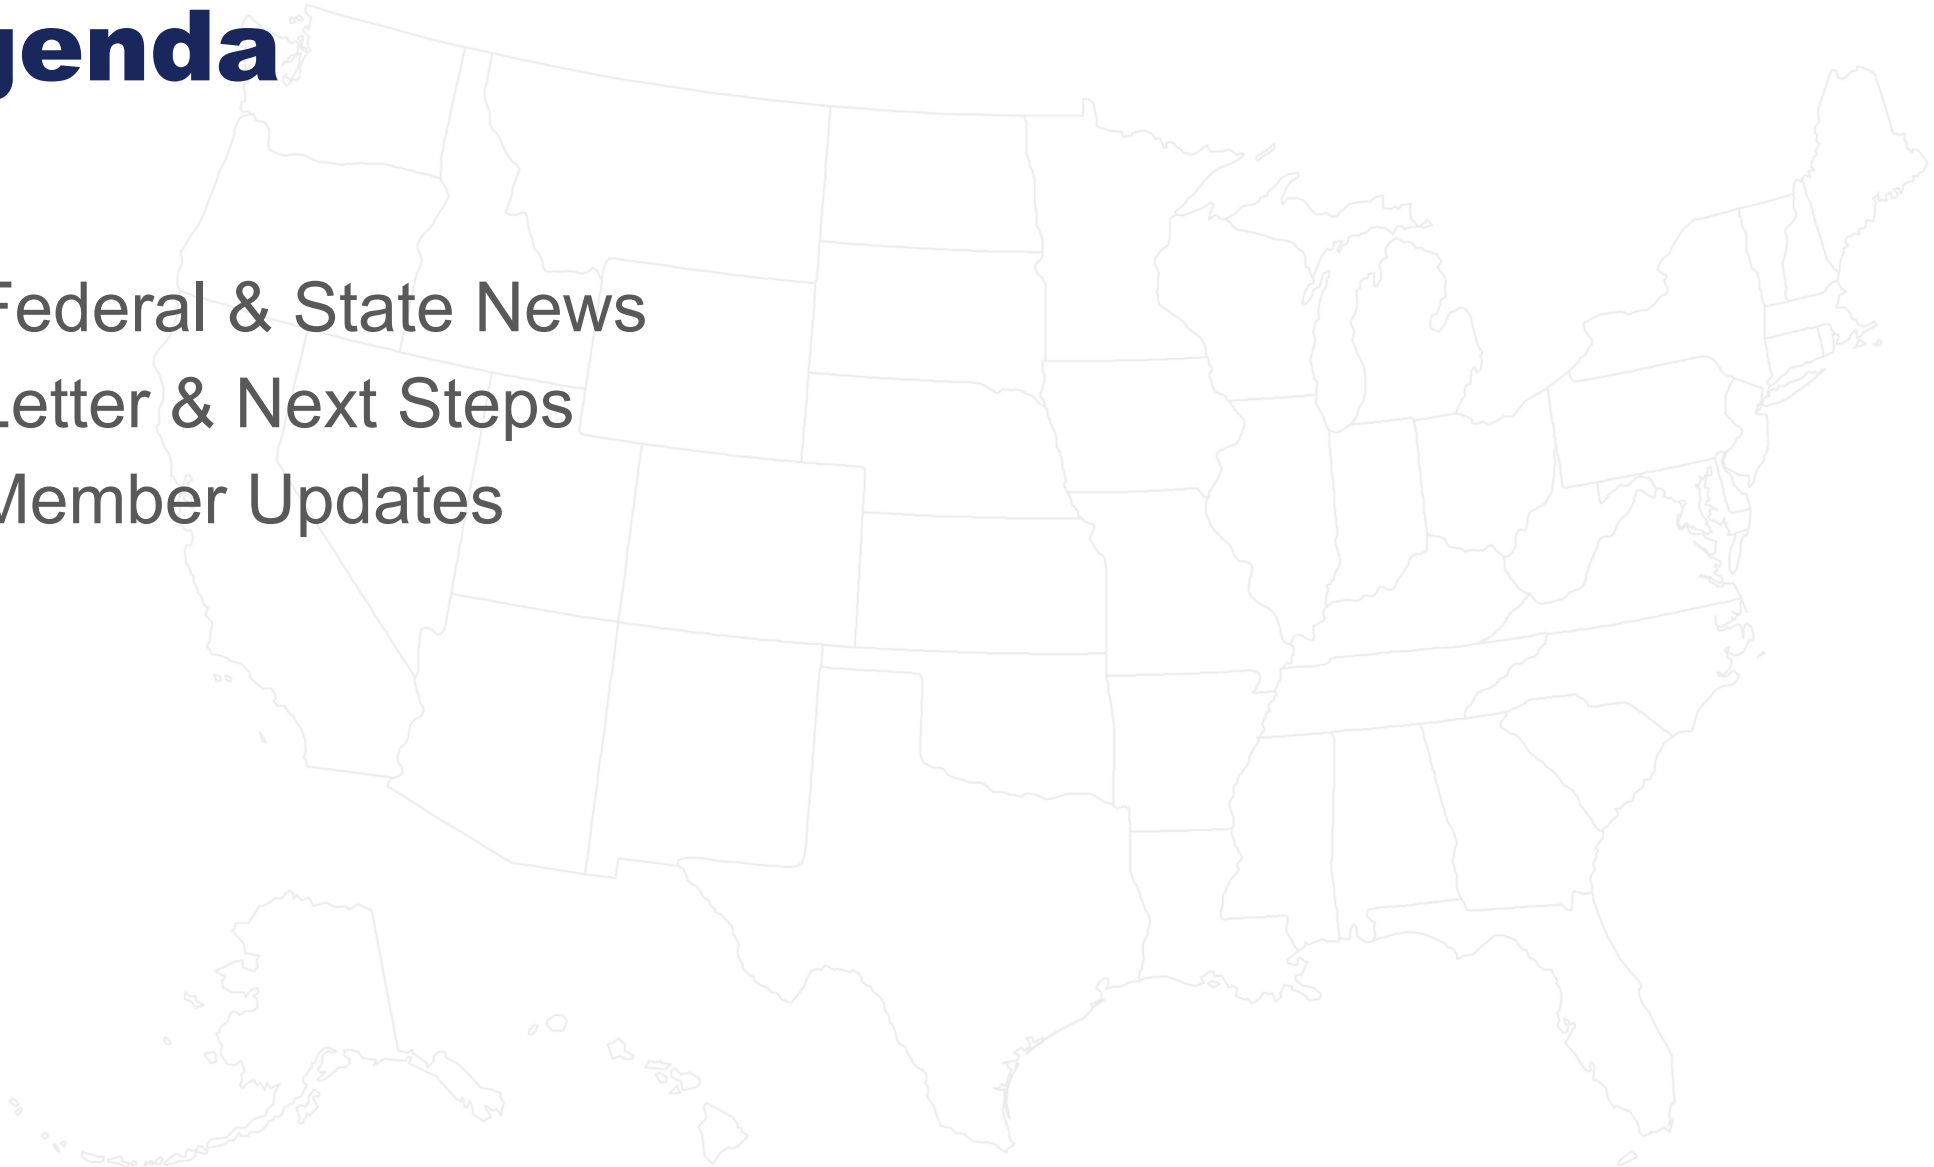 genda
Federal & State News
Letter & Next Steps
Member Updates